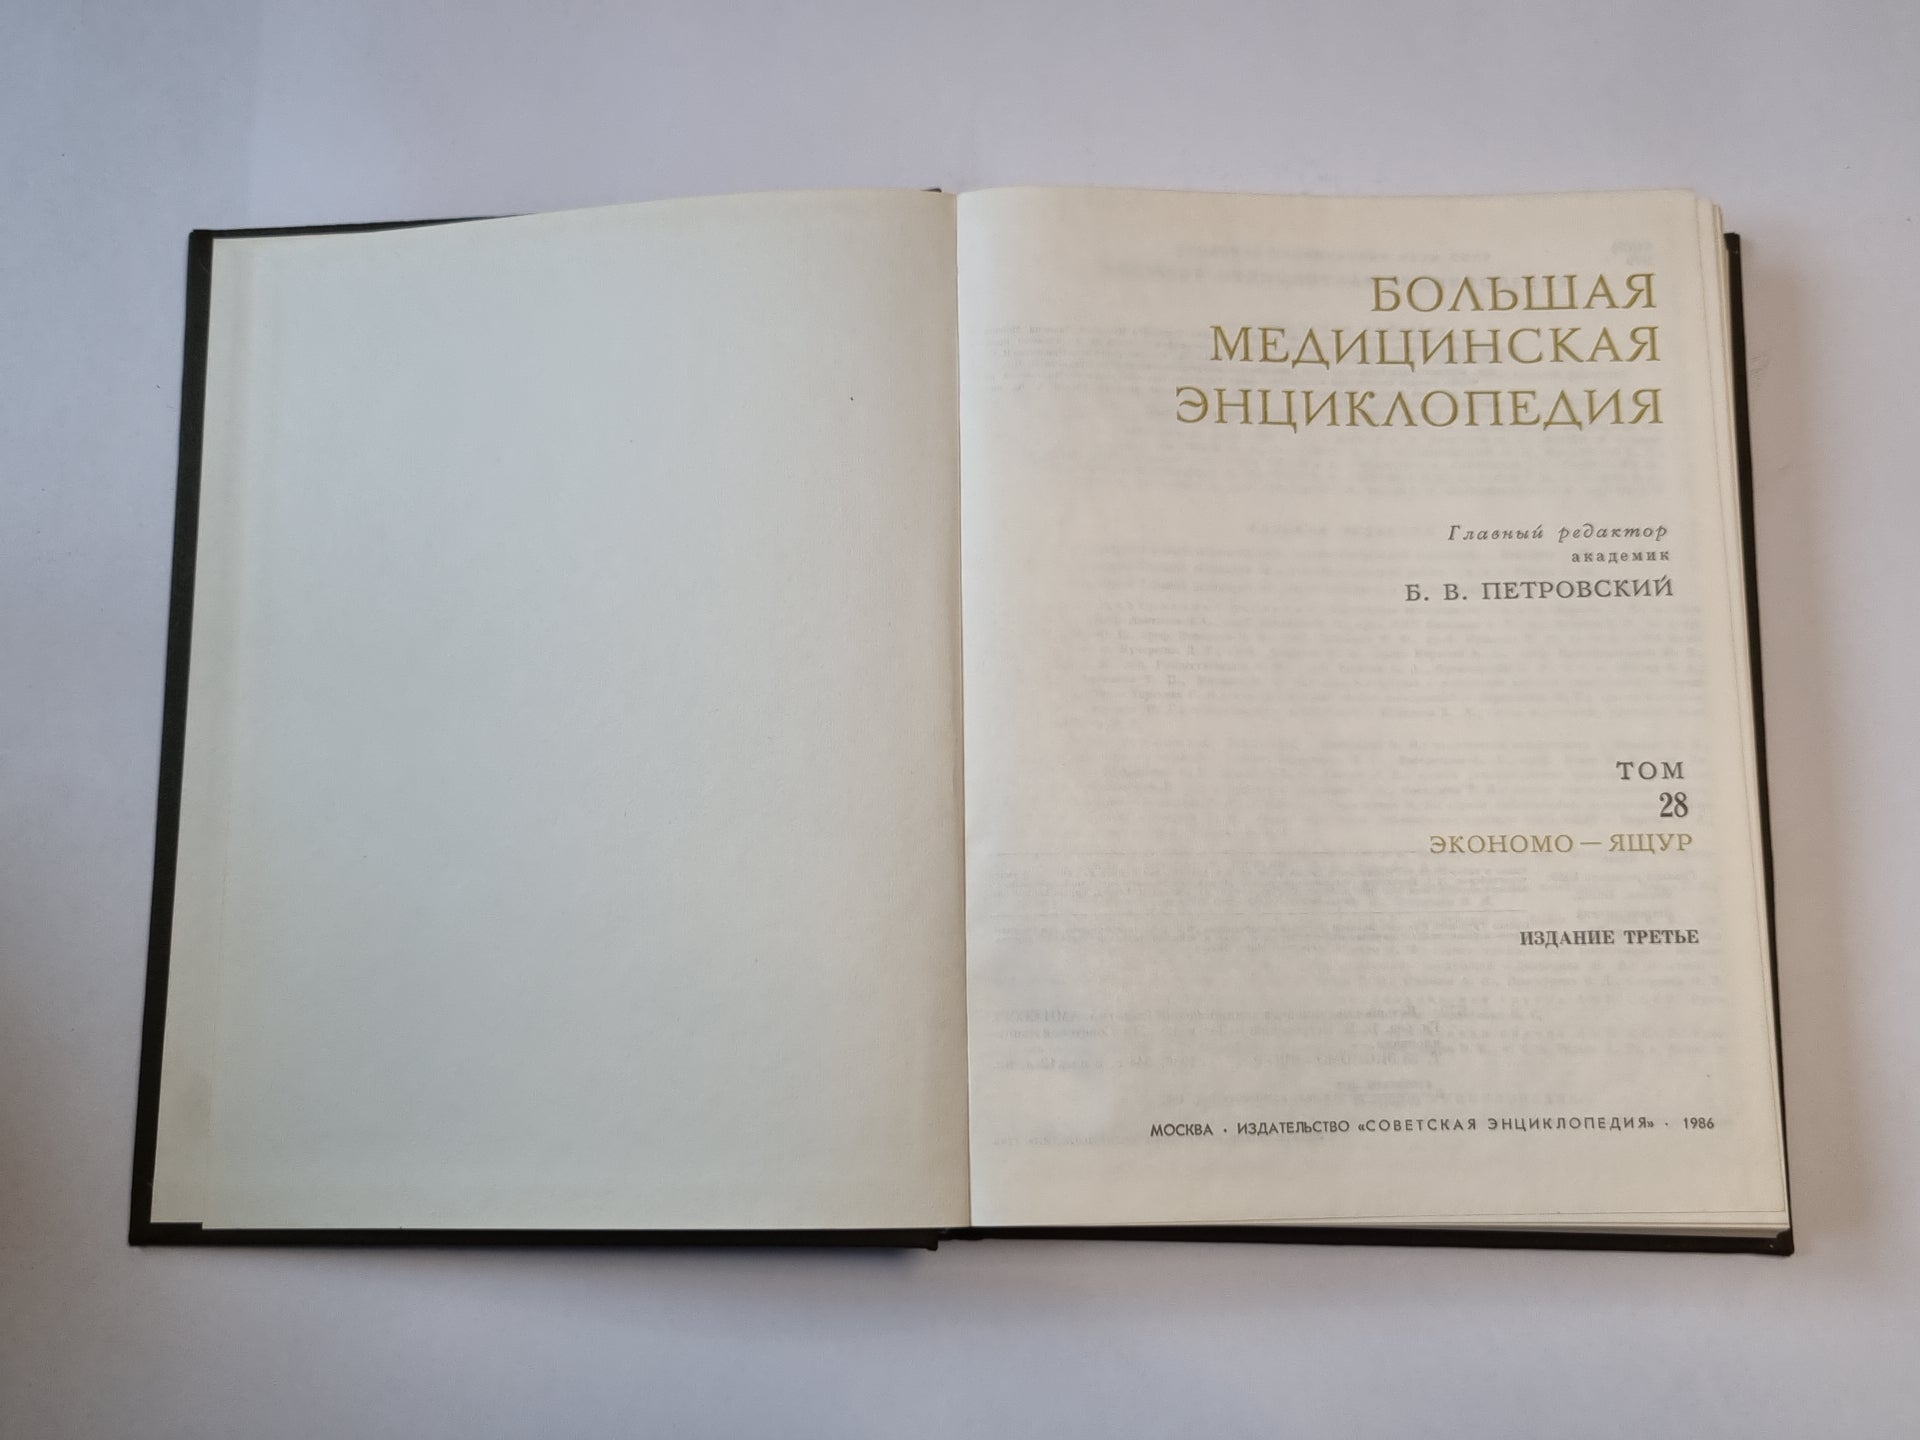 БОЛЬШАЯ
МЕДИЦИНСКАЯ
ЭНЦИКЛОПЕДИЯ
Главный редактор
академик
Б. В. ПЕТРОВСКИЙ
ТОМ
28
ЭКОНОМО — ЯЩУР
ИЗДАНИЕ ТРЕТЬЕ
МОСКВА · ИЗДАТЕЛЬСТВО «СОВЕТСКАЯ ЭНЦИКЛОПЕДИЯ» · 1986